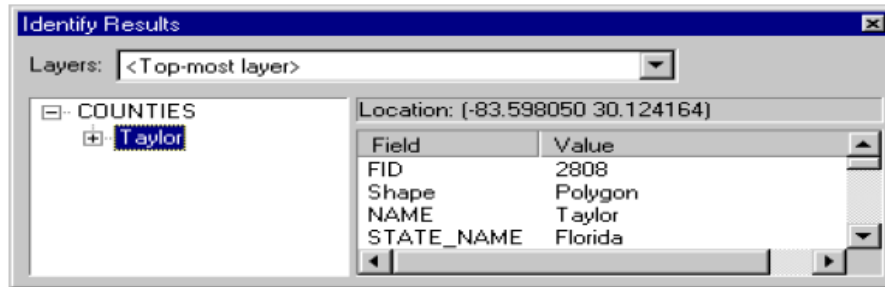 Identify Results
Layers: <Top-most layer>
COUNTIES
Taylor
Location: (-83.598050 30.124164)
Field Value
FID 2808
Shape Polygon
NAME Taylor
STATE_NAME Florida